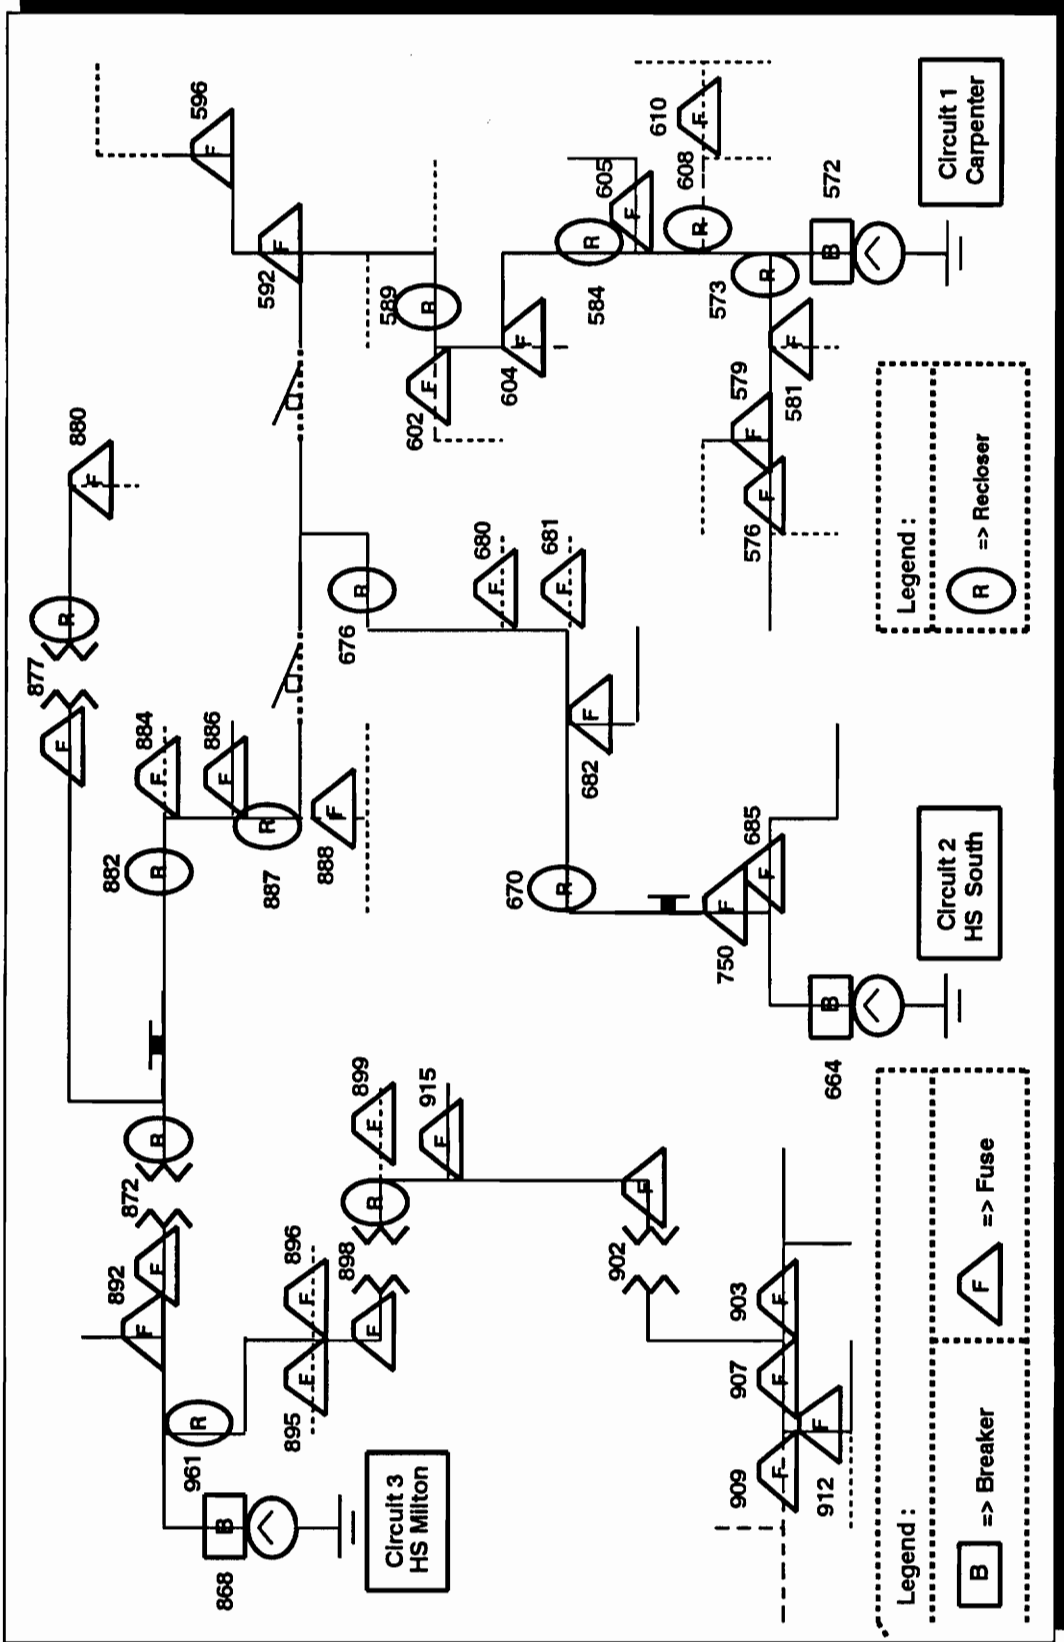 877
R
880
F
F
596
F
872
R
882
R
884
F
892
F
F
886
F
961
R
887
R
592
F
868
B
888
F
895
F
896
F
898
F
R
899
F
676
R
589
R
602
F
Circuit 3
HS Milton
915
F
680
F
604
F
681
F
670
R
584
R
605
F
682
F
608
R
610
F
902
F
750
F
685
F
573
R
909
F
907
F
903
F
576
F
579
F
581
F
912
F
664
B
572
B
Legend :
B => Breaker
F => Fuse
Circuit 2
HS South
Legend :
R => Recloser
Circuit 1
Carpenter